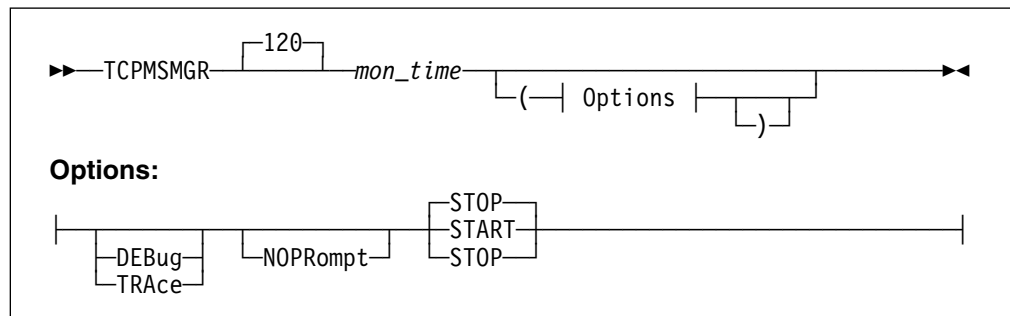 120
►►─TCPMSMGR─mon_time─►◄
( Options
)
Options:
STOP
START
DEBug NOPRompt STOP
TRAce